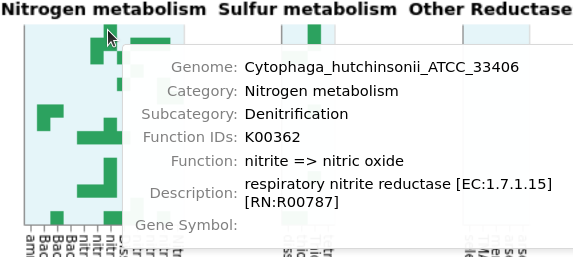 Nitrogen metabolism Sulfur metabolism Other Reductase
Genome: Cytophaga_hutchinsonii_ATCC_33406
Category: Nitrogen metabolism
Subcategory: Denitrification
Function IDs: K00362
Function: nitrite => nitric oxide
Description: respiratory nitrite reductase [EC:1.7.1.15]
[RN:R00787]
Gene Symbol: